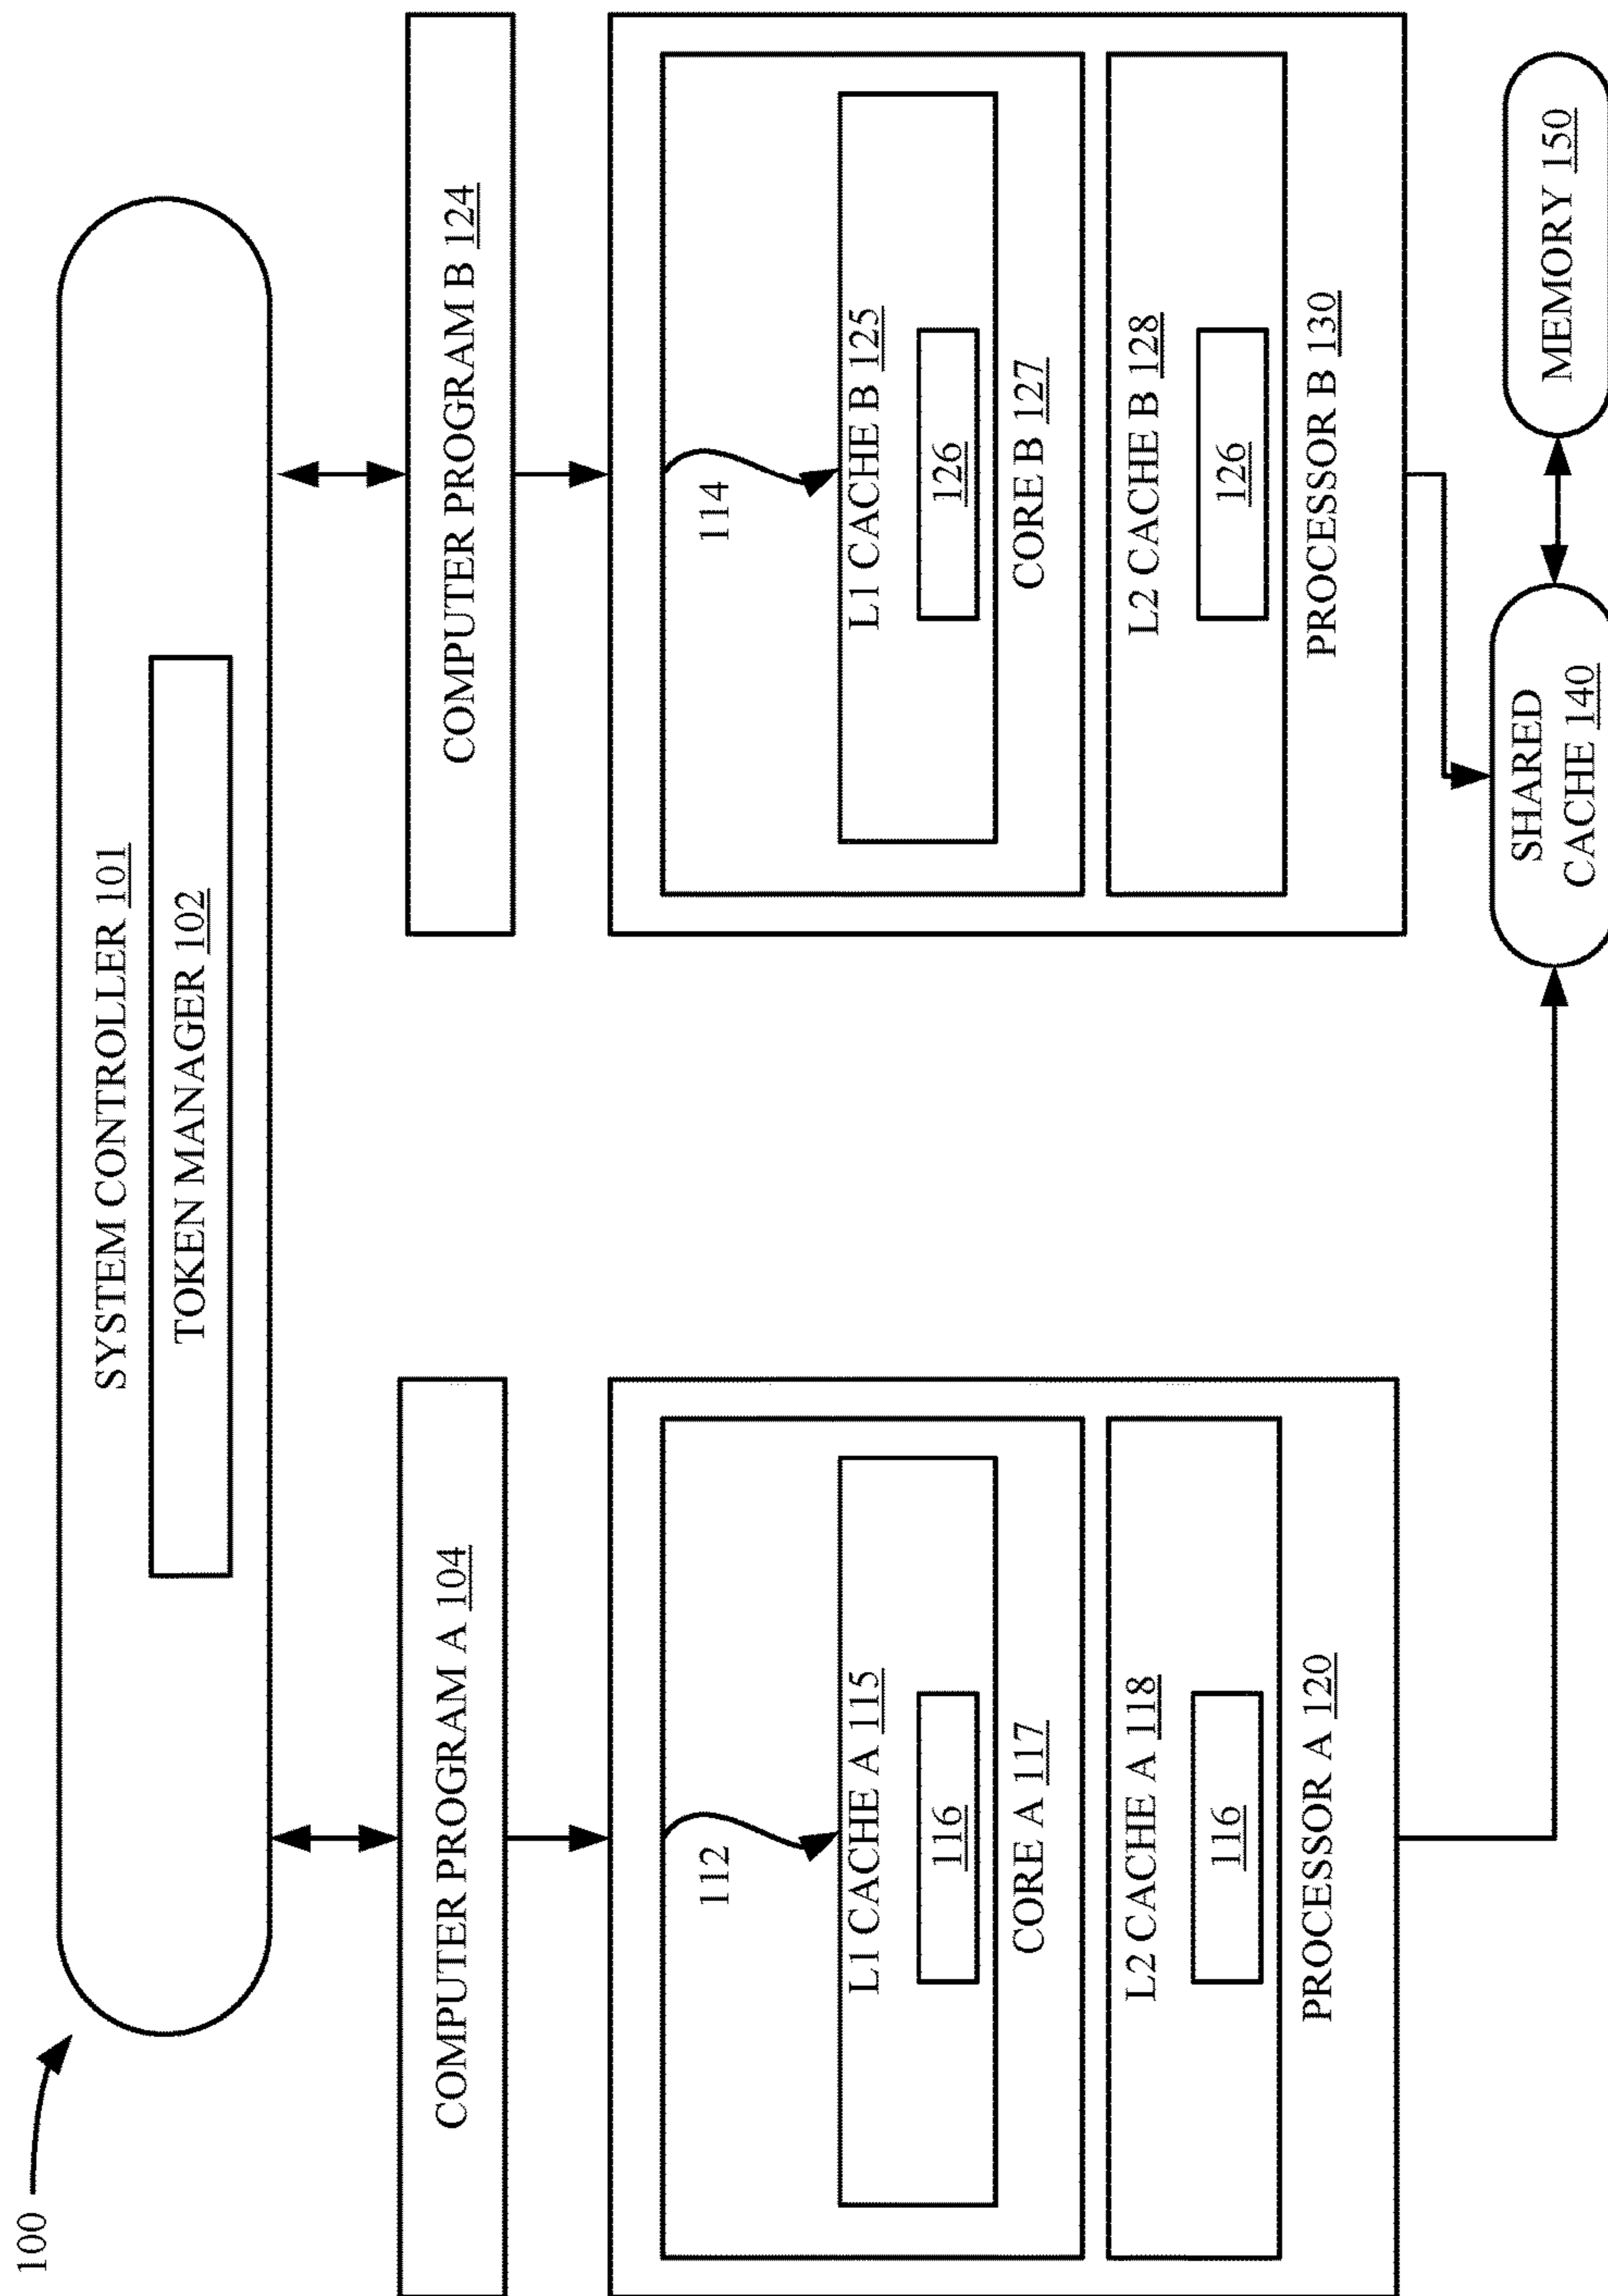 100
SYSTEM CONTROLLER 101
TOKEN MANAGER 102
COMPUTER PROGRAM A 104
112
L1 CACHE A 115
116
CORE A 117
L2 CACHE A 118
116
PROCESSOR A 120
COMPUTER PROGRAM B 124
114
L1 CACHE B 125
126
CORE B 127
L2 CACHE B 128
126
PROCESSOR B 130
SHARED
CACHE 140
MEMORY 150